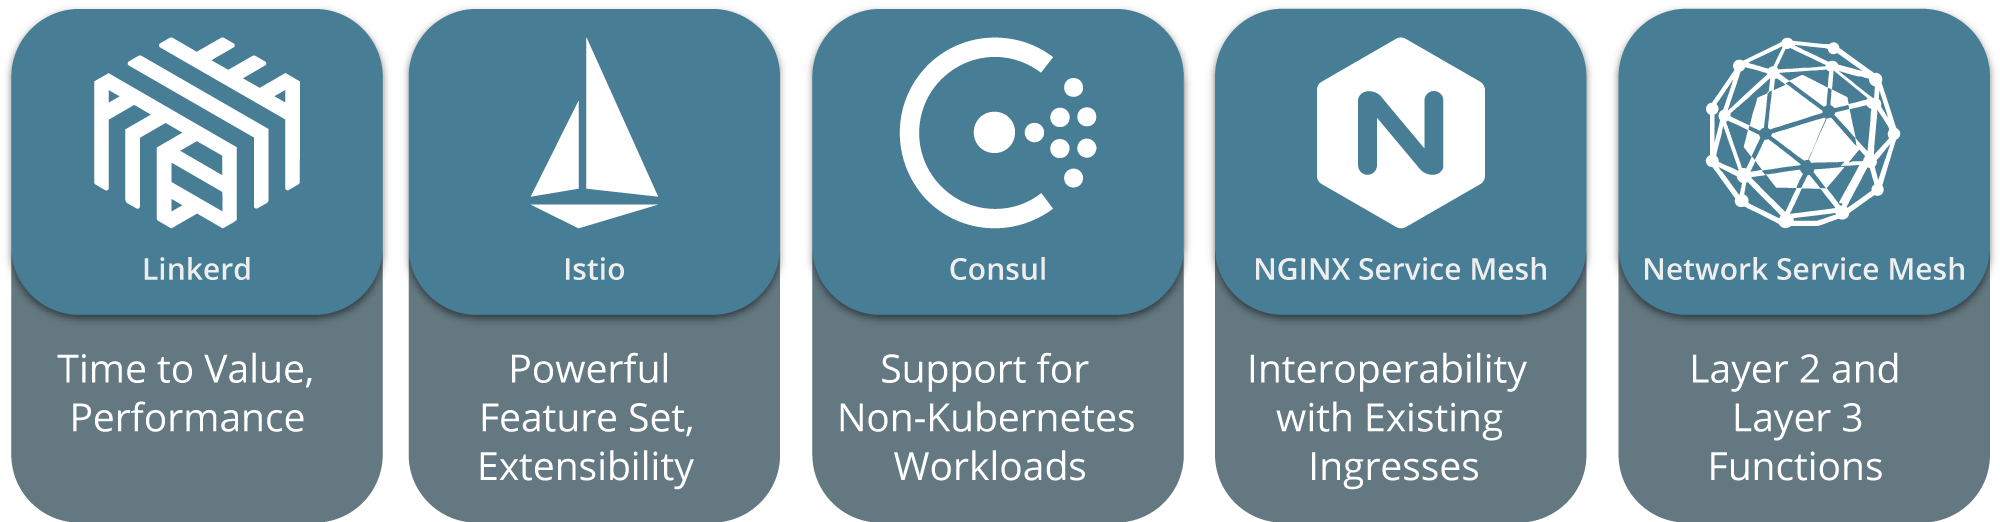 Linkerd
Time to Value,
Performance
Istio
Powerful
Feature Set,
Extensibility
Consul
Support for
Non-Kubernetes
Workloads
N
NGINX Service Mesh
Interoperability
with Existing
Ingresses
Network Service Mesh
Layer 2 and
Layer 3
Functions